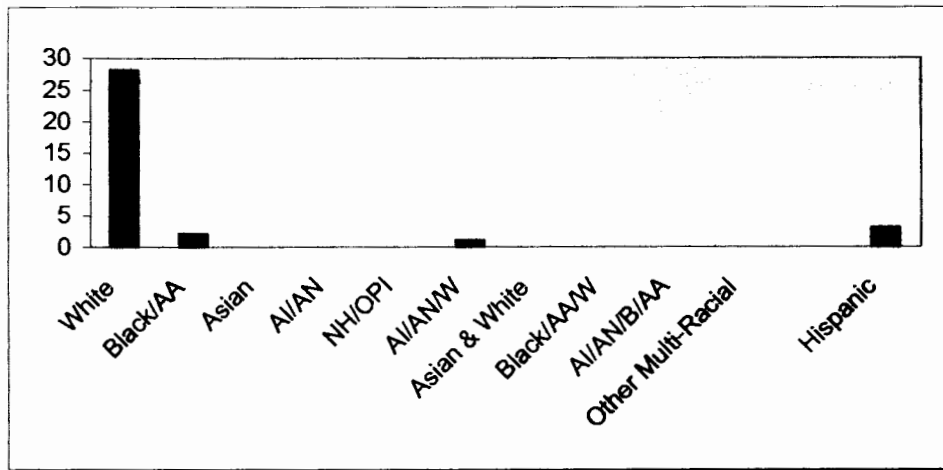 30
25
20
15
10
5
0
White
Black/AA
Asian
AI/AN
NH/OPI
AI/AN/W
Asian & White
Black/AA/W
AI//AN/B/AA
Other Multi-Racial
Hispanic